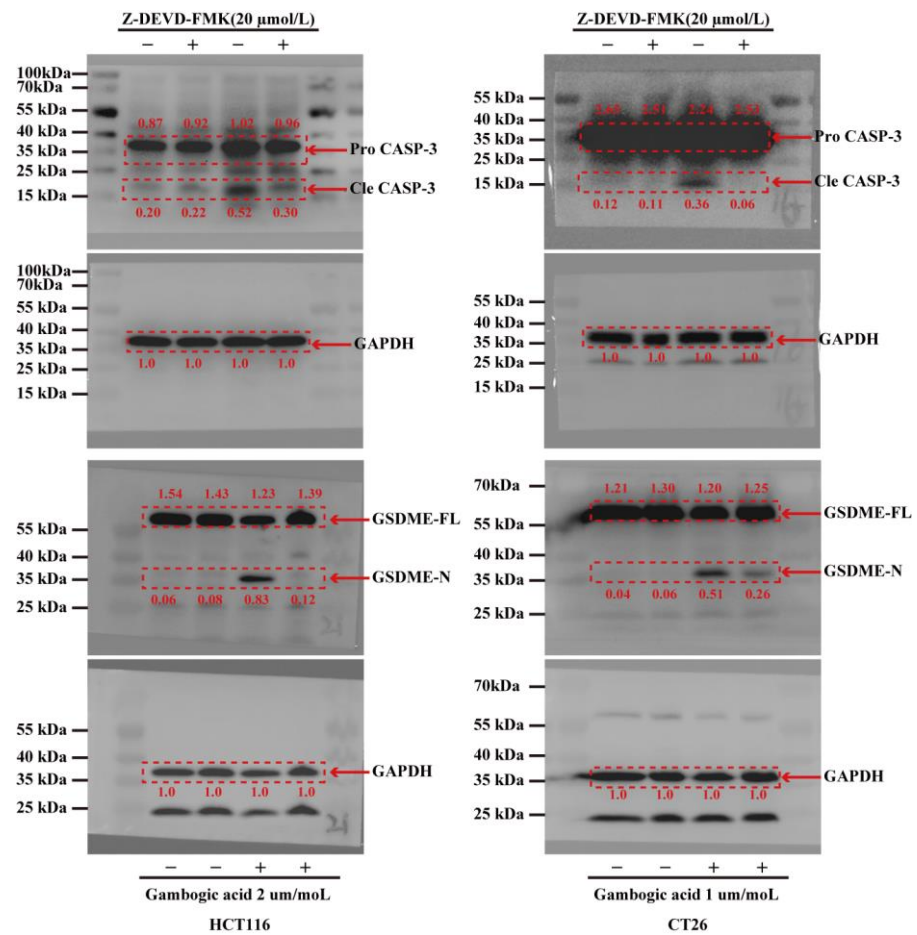 Z-DEVD-FMK(20 μmol/L)
− + − +
100kDa
70kDa
55 kDa
40 kDa
35 kDa
25 kDa
15 kDa
0.87 0.92 1.02 0.96
Pro CASP-3
Cle CASP-3
0.20 0.22 0.52 0.30
100kDa
70kDa
55 kDa
40 kDa
35 kDa
25 kDa
15 kDa
GAPDH
1.0 1.0 1.0 1.0
1.54 1.43 1.23 1.39
55 kDa
40 kDa
35 kDa
25 kDa
GSDME-FL
GSDME-N
0.06 0.08 0.83 0.12
21
55 kDa
40 kDa
35 kDa
25 kDa
GAPDH
1.0 1.0 1.0 1.0
21
− − + +
Gambogic acid 2 um/moL
HCT116
Z-DEVD-FMK(20 μmol/L)
− + − +
55 kDa
40 kDa
35 kDa
25 kDa
15 kDa
2.51 2.24
Pro CASP-3
Cle CASP-3
0.12 0.11 0.36 0.06
55 kDa
40 kDa
35 kDa
25 kDa
15 kDa
GAPDH
1.0 1.0 1.0 1.0
70kDa
55 kDa
40 kDa
35 kDa
25 kDa
1.21 1.30 1.20 1.25
GSDME-FL
GSDME-N
0.04 0.06 0.51 0.26
70kDa
55 kDa
40 kDa
35 kDa
25 kDa
GAPDH
1.0 1.0 1.0 1.0
− − + +
Gambogic acid 1 um/moL
CT26